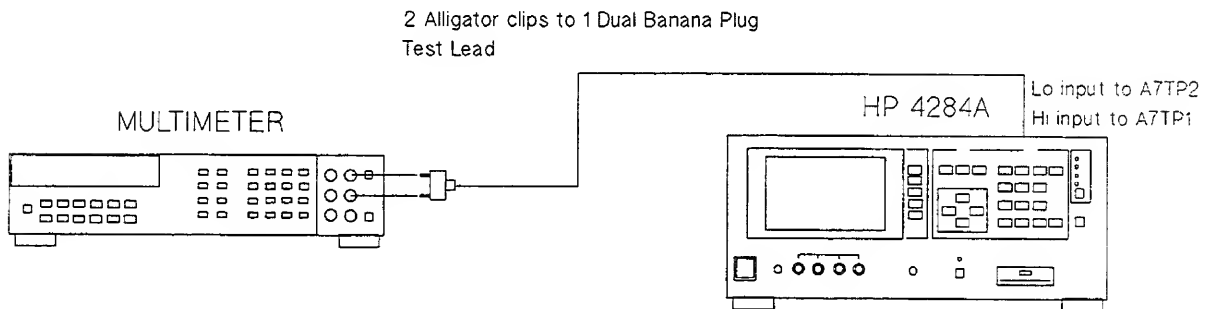 2 Alligator clips to 1 Dual Banana Plug
Test Lead
Lo input to A7TP2
HP 4284A
Hi input to A7TP1
MULTIMETER